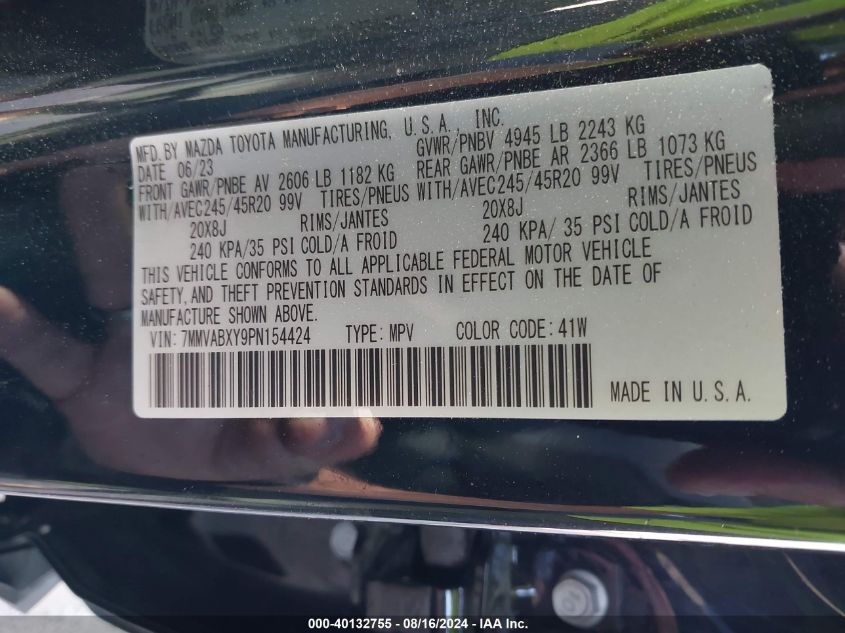 MFD. BY MAZDA TOYOTA MANUFACTURING, U.S.A., INC.
DATE 06/23 GVWR/PNBV 4945 LB 2243 KG
FRONT GAWR/PNBE AV 2606 LB 1182 KG REAR GAWR/PNBE AR 2366 LB 1073 KG
WITH/AVEC245/45R20 99V TIRES/PNEUS WITH/AVEC245/45R20 99V TIRES/PNEUS
20X8J RIMS/JANTES 20X8J RIMS/JANTES
240 KPA/35 PSI COLD/A FROID 240 KPA/ 35 PSI COLD/A FROID
THIS VEHICLE CONFORMS TO ALL APPLICABLE FEDERAL MOTOR VEHICLE
SAFETY, AND THEFT PREVENTION STANDARDS IN EFFECT ON THE DATE OF
MANUFACTURE SHOWN ABOVE.
VIN: 7MMVABXY9PN154424 TYPE: MPV COLOR CODE: 41W
MADE IN U.S.A.
000-40132755 - 08/16/2024 - IAA Inc.